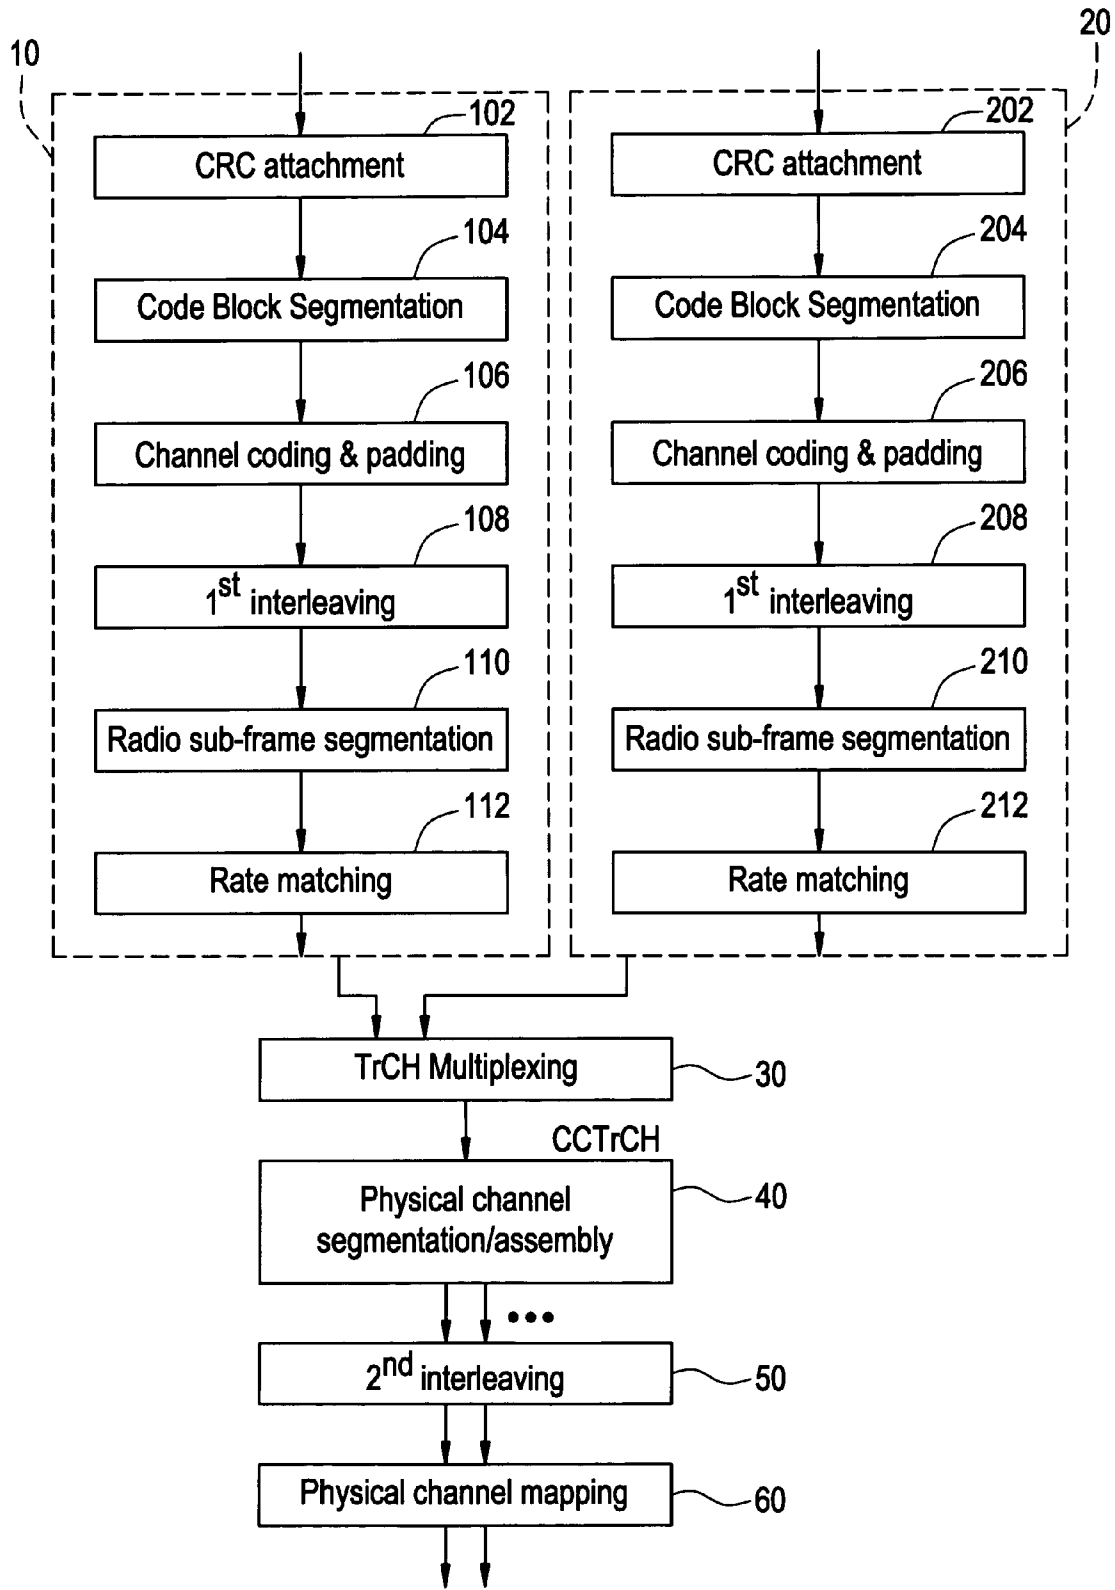 10
20
102
CRC attachment
104
Code Block Segmentation
106
Channel coding & padding
108
1st interleaving
110
Radio sub-frame segmentation
112
Rate matching
202
CRC attachment
204
Code Block Segmentation
206
Channel coding & padding
208
1st interleaving
210
Radio sub-frame segmentation
212
Rate matching
TrCH Multiplexing
30
CCTrCH
Physical channel
segmentation/assembly
40
•••
2nd interleaving
50
Physical channel mapping
60